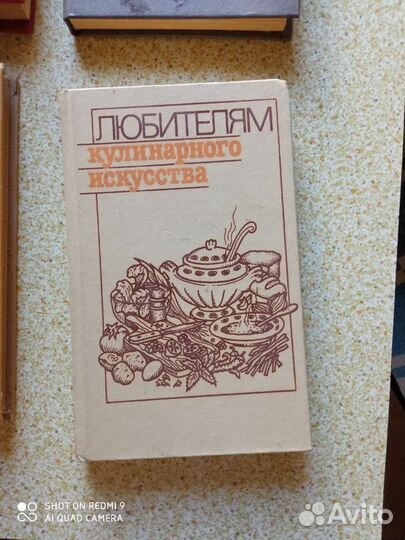 ЛЮБИТЕЛЯМ
кулинарного
искусства
SHOT ON REDMI 9
AI QUAD CAMERA
Avito